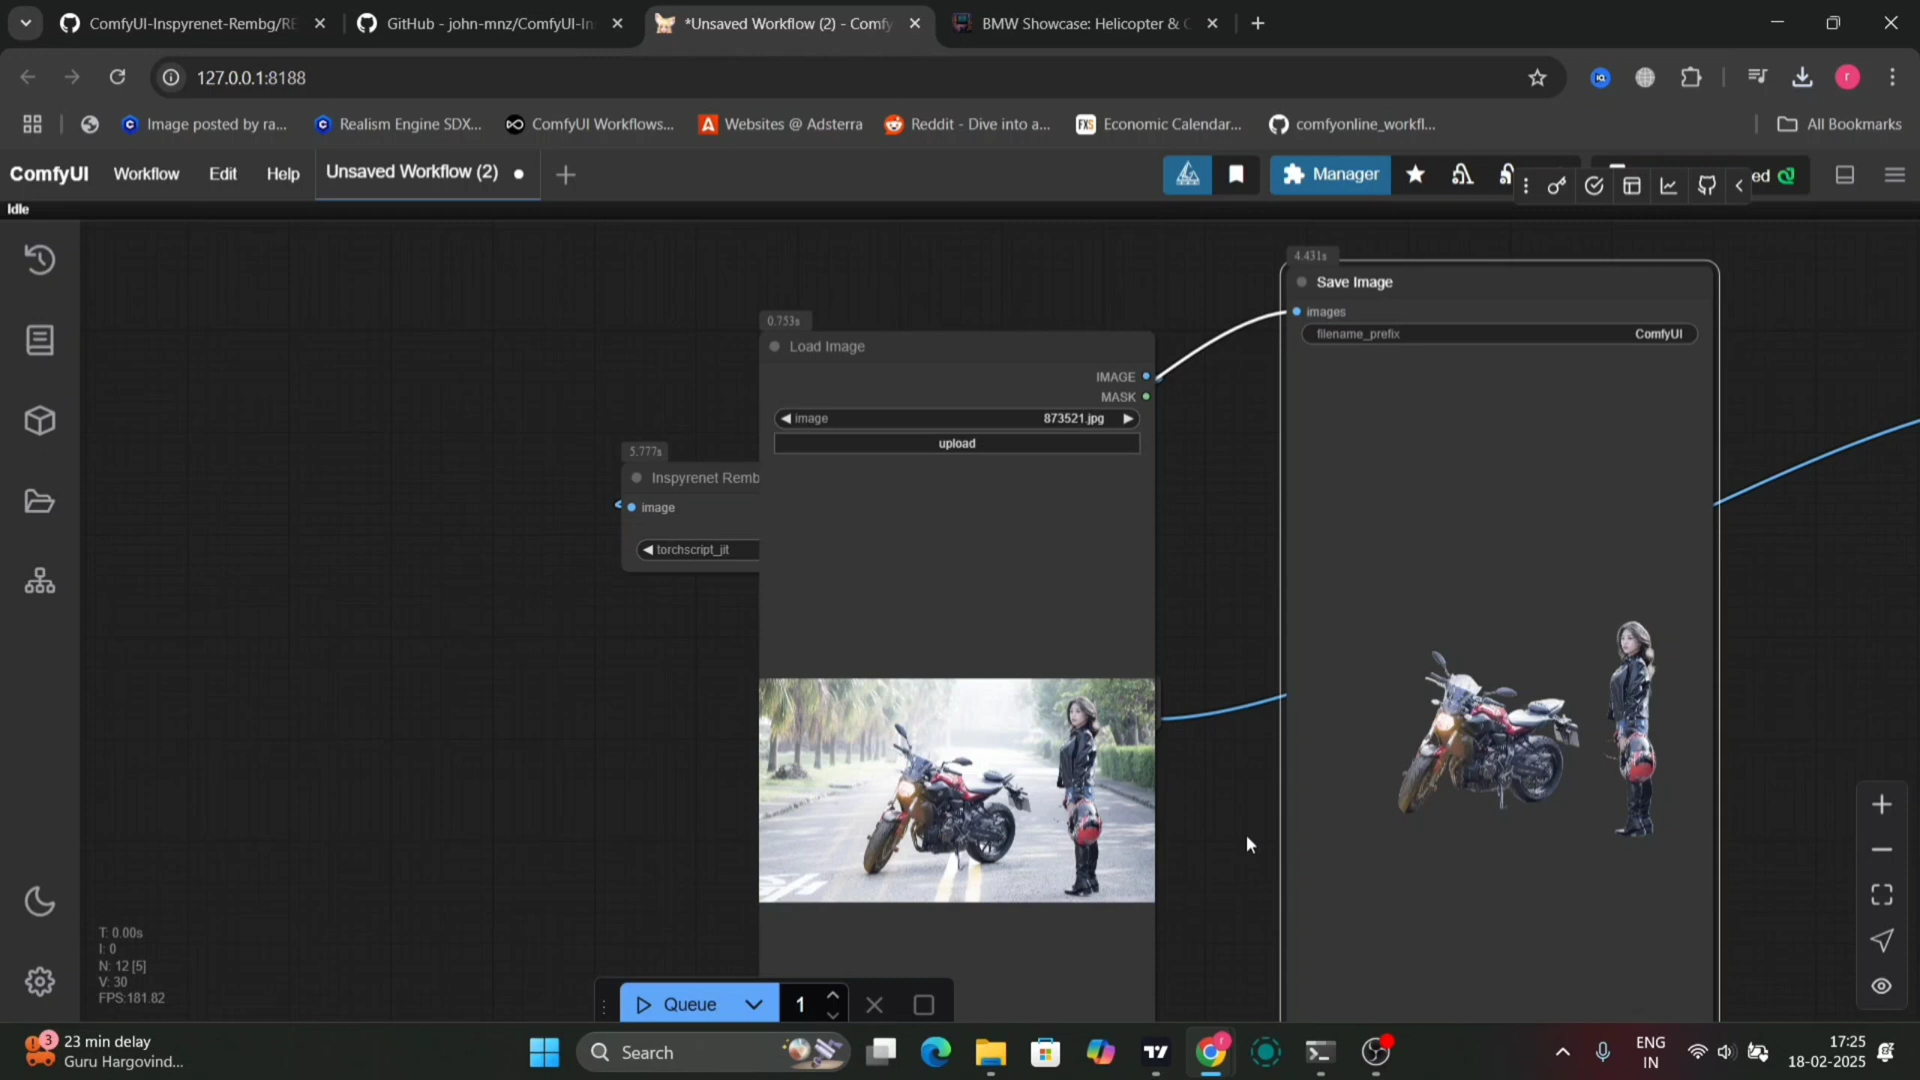 ComfyUI-Inspyrenet-Rembg/RE
GitHub - john-mnz/ComfyUI-In
*Unsaved Workflow (2) - Comfy
BMW Showcase: Helicopter & C
127.0.0.1:8188
r
Image posted by ra...
Realism Engine SDX...
ComfyUI Workflows...
Websites @ Adsterra
Reddit - Dive into a...
FXS
Economic Calendar...
comfyonline_workfl...
All Bookmarks
ComfyUI
Workflow
Edit
Help
Unsaved Workflow (2)
Manager
ed
Idle
4.431s
Save Image
images
filename_prefix
ComfyUI
0.753s
Load Image
IMAGE
MASK
image
873521.jpg
upload
5.777s
Inspyrenet Remb
image
torchscript_jit
T: 0.00s
I: 0
N: 12 [5]
V: 30
FPS:181.82
Queue
1
3
23 min delay
Guru Hargovind...
Search
ENG
IN
17:25
18-02-2025